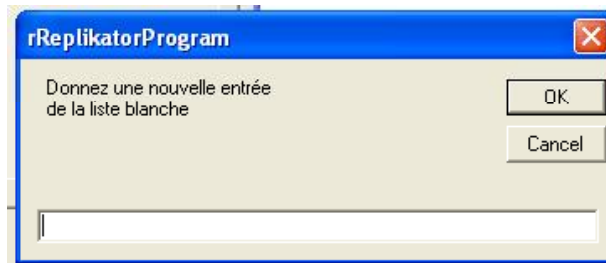 rReplikatorProgram
Donnez une nouvelle entrée
de la liste blanche
OK
Cancel